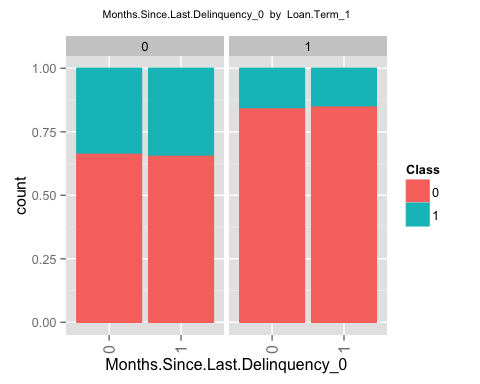 Months.Since.Last.Delinquency_0 by Loan.Term_1
0 1
1.00
0.75
0.50
0.25
0.00
count
0 1 0 1
Months.Since.Last.Delinquency_0
Class
0
1